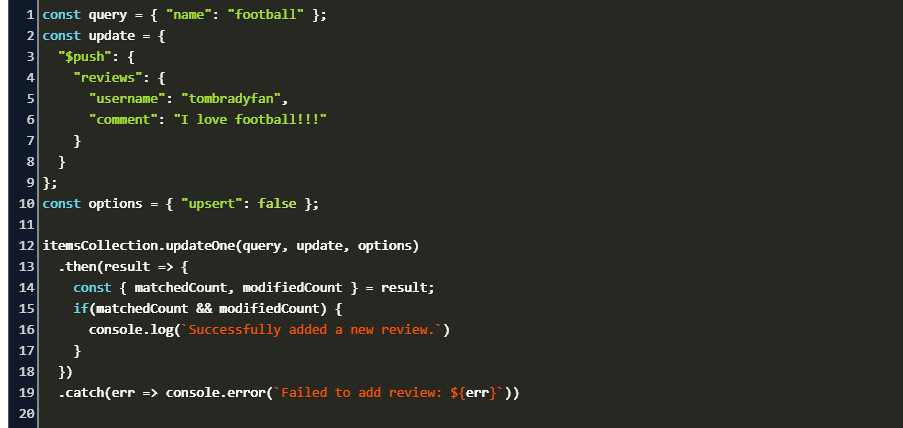 1 const query = { "name": "football" };
2 const update = {
3   "$push": {
4     "reviews": {
5       "username": "tombradyfan",
6       "comment": "I love football!!!"
7     }
8   }
9 };
10 const options = { "upsert": false };
11
12 itemsCollection.updateOne(query, update, options)
13   .then(result => {
14     const { matchedCount, modifiedCount } = result;
15     if(matchedCount && modifiedCount) {
16       console.log(`Successfully added a new review.`)
17     }
18   })
19   .catch(err => console.error(`Failed to add review: ${err}`))
20